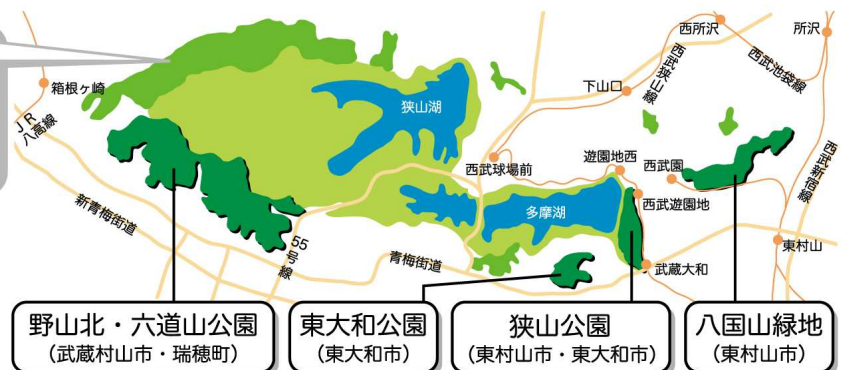 西所沢
所沢
箱根ヶ崎
JR
八高線
狭山湖
下山口
西武狭山線
西武池袋線
西武球場前
遊園地西
西武園
西武新宿線
新青梅街道
多摩湖
西武遊園地
55号線
青梅街道
武蔵大和
東村山
野山北・六道山公園
(武蔵村山市・瑞穂町)
東大和公園
(東大和市)
狭山公園
(東村山市・東大和市)
八国山緑地
(東村山市)